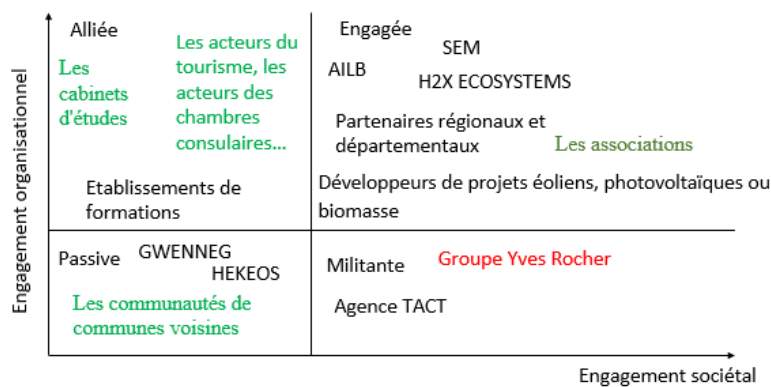 Engagement organisationnel
Alliée
Les
cabinets
d'études
Les acteurs du
tourisme, les
acteurs des
chambres
consulaires...
Etablissements de
formations
Engagée
SEM
AILB
H2X ECOSYSTEMS
Partenaires régionaux et
départementaux
Les associations
Développeurs de projets éoliens, photovoltaïques ou
biomasse
Passive
GWENNEG
HEKEOS
Les communautés de
communes voisines
Militante
Groupe Yves Rocher
Agence TACT
Engagement sociétal